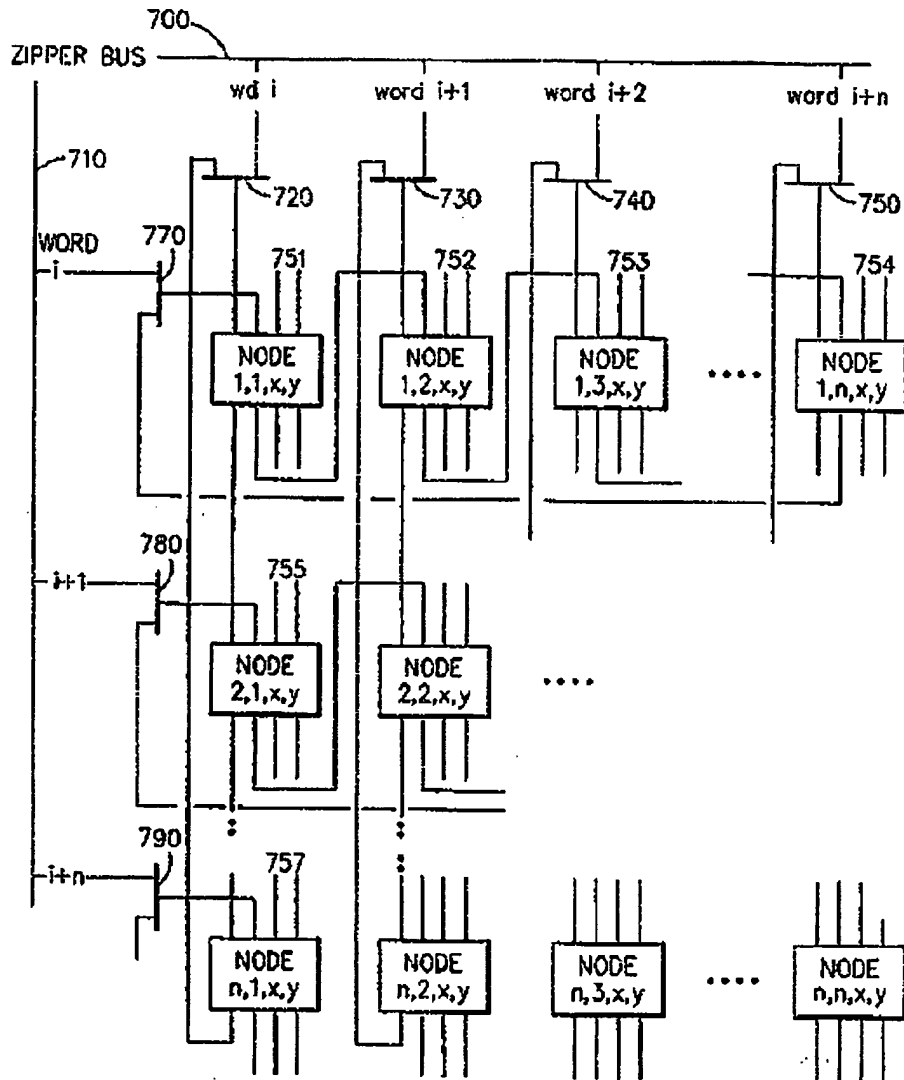 700
ZIPPER BUS
wd i
word i+1
word i+2
word i+n
710
720
730
740
750
WORD
770
i
751
752
753
754
NODE
1,1,x,y
NODE
1,2,x,y
NODE
1,3,x,y
NODE
1,n,x,y
780
i+1
755
NODE
2,1,x,y
NODE
2,2,x,y
790
i+n
757
NODE
n,1,x,y
NODE
n,2,x,y
NODE
n,3,x,y
NODE
n,n,x,y